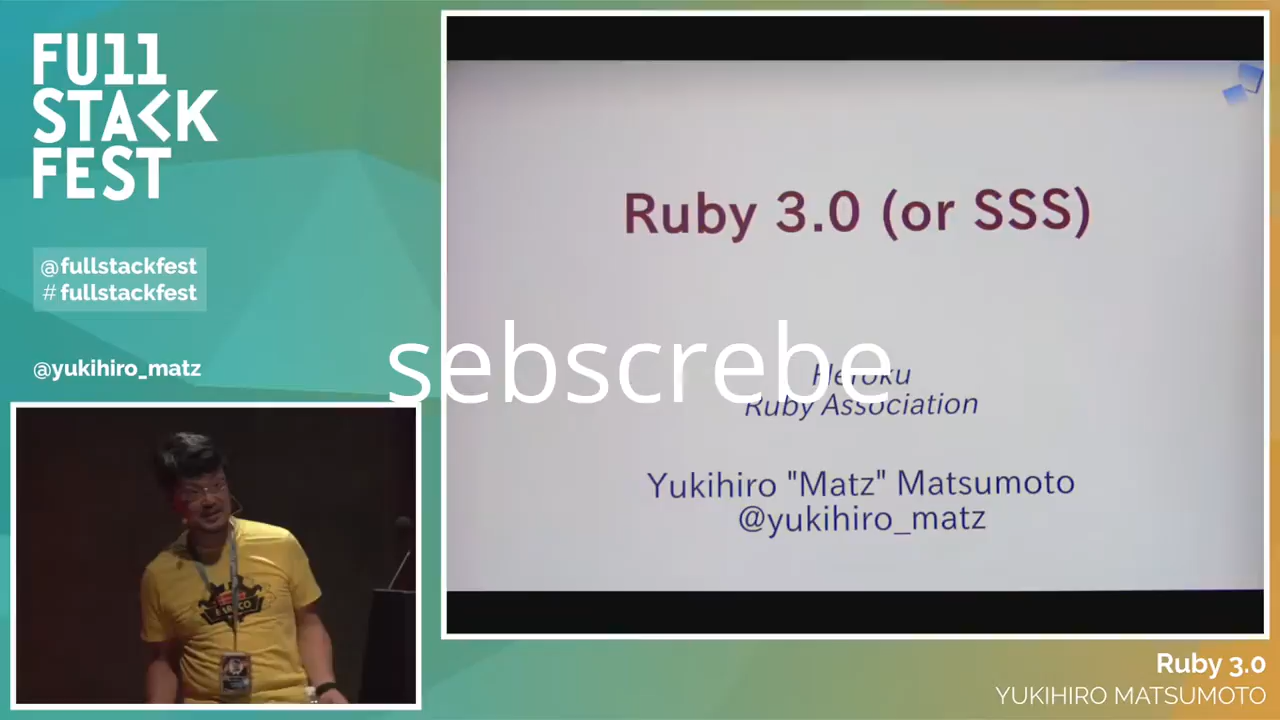 FU11
STACK
FEST
@fullstackfest
#fullstackfest
@yukihiro_matz
Ruby 3.0 (or SSS)
sebscrebe
Heroku
Ruby Association
Yukihiro "Matz" Matsumoto
@yukihiro_matz
Ruby 3.0
YUKIHIRO MATSUMOTO